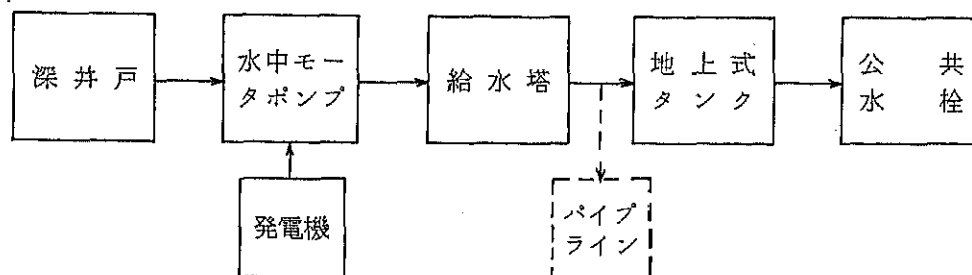 深井戸
水中モー
タポンプ
給水塔
地上式
タンク
公共
水栓
発電機
パイプ
ライン